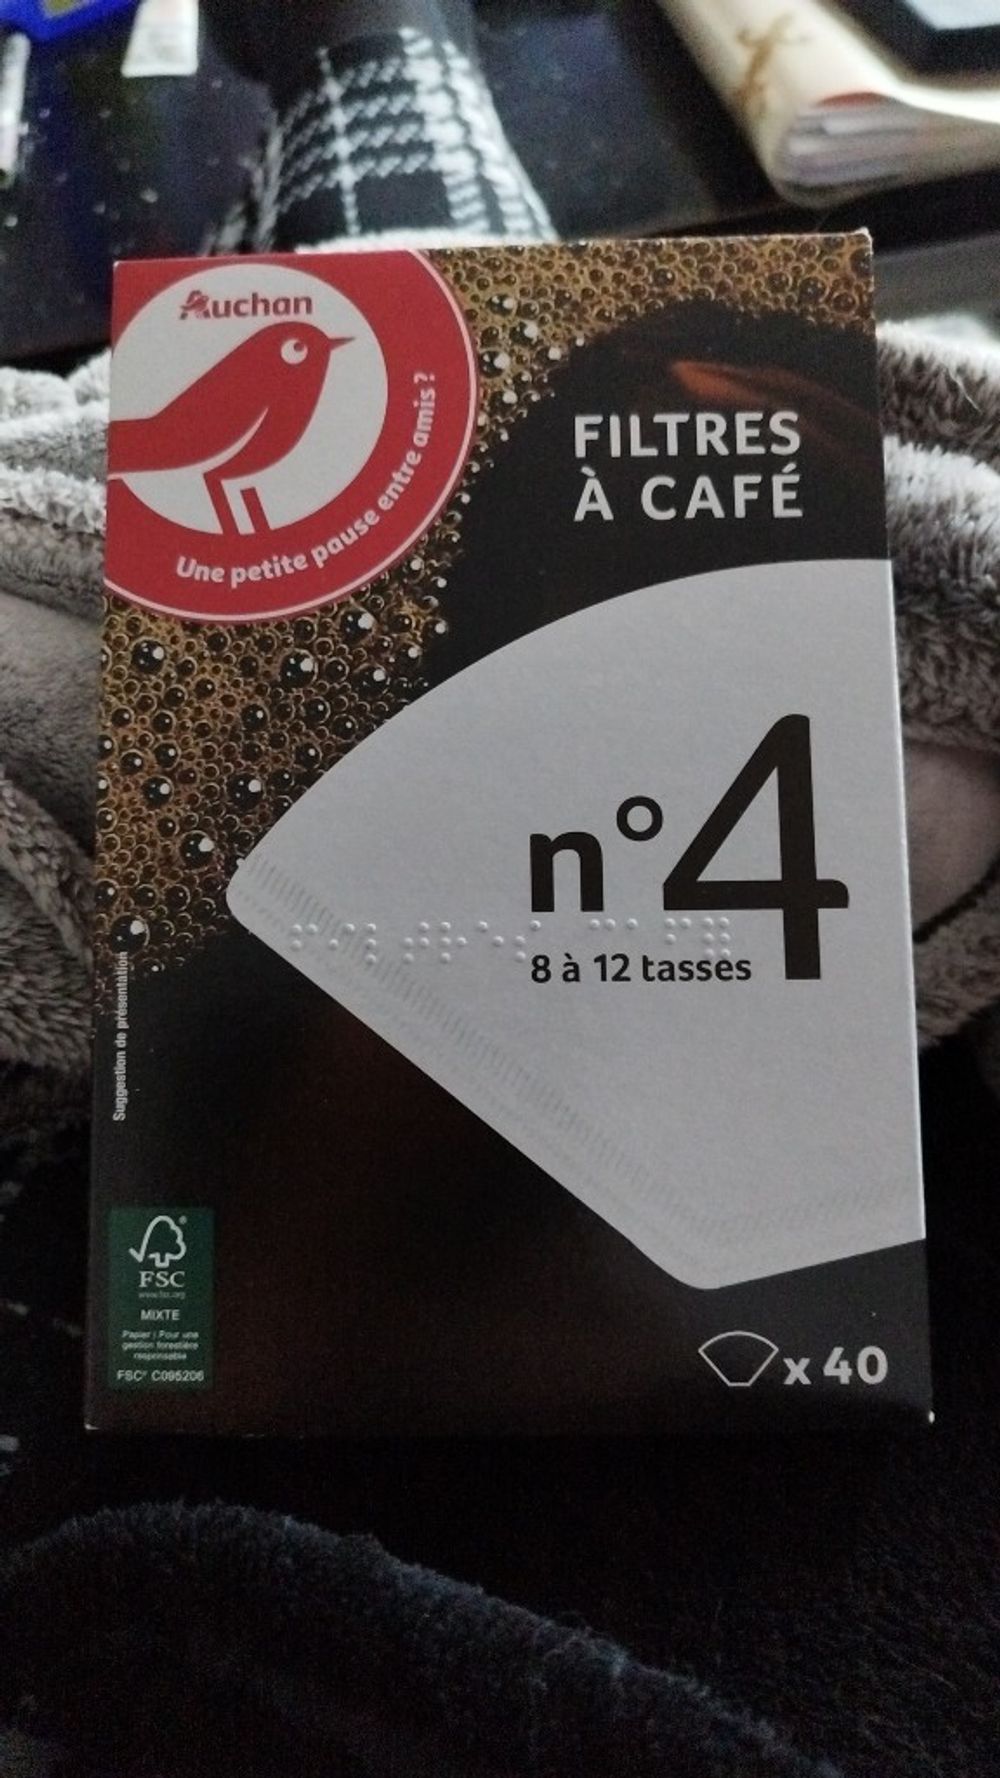 Auchan
Une petite pause entre amis ?
FILTRES
À CAFÉ
n°4
8 à 12 tasses
Suggestion de présentation
FSC®
www.fsc.org
MIXTE
Papier | Pour une
gestion forestière
responsable
FSC® C095206
x 40